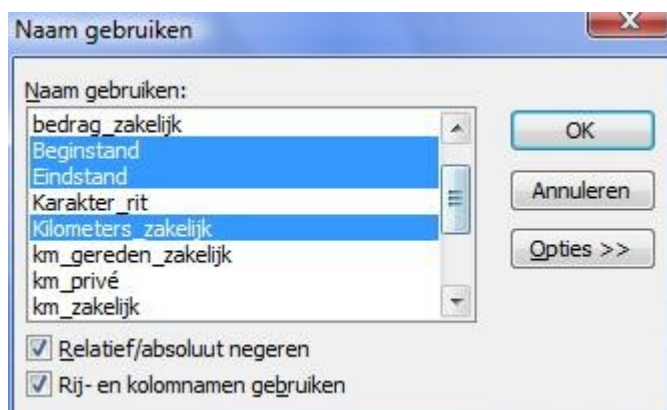 Naam gebruiken
Naam gebruiken:
bedrag_zakelijk
Beginstand
Eindstand
Karakter_rit
Kilometers_zakelijk
km_gereden_zakelijk
km_privé
km_zakelijk
OK
Annuleren
Opties >>
Relatief/absoluut negeren
Rij- en kolomnamen gebruiken